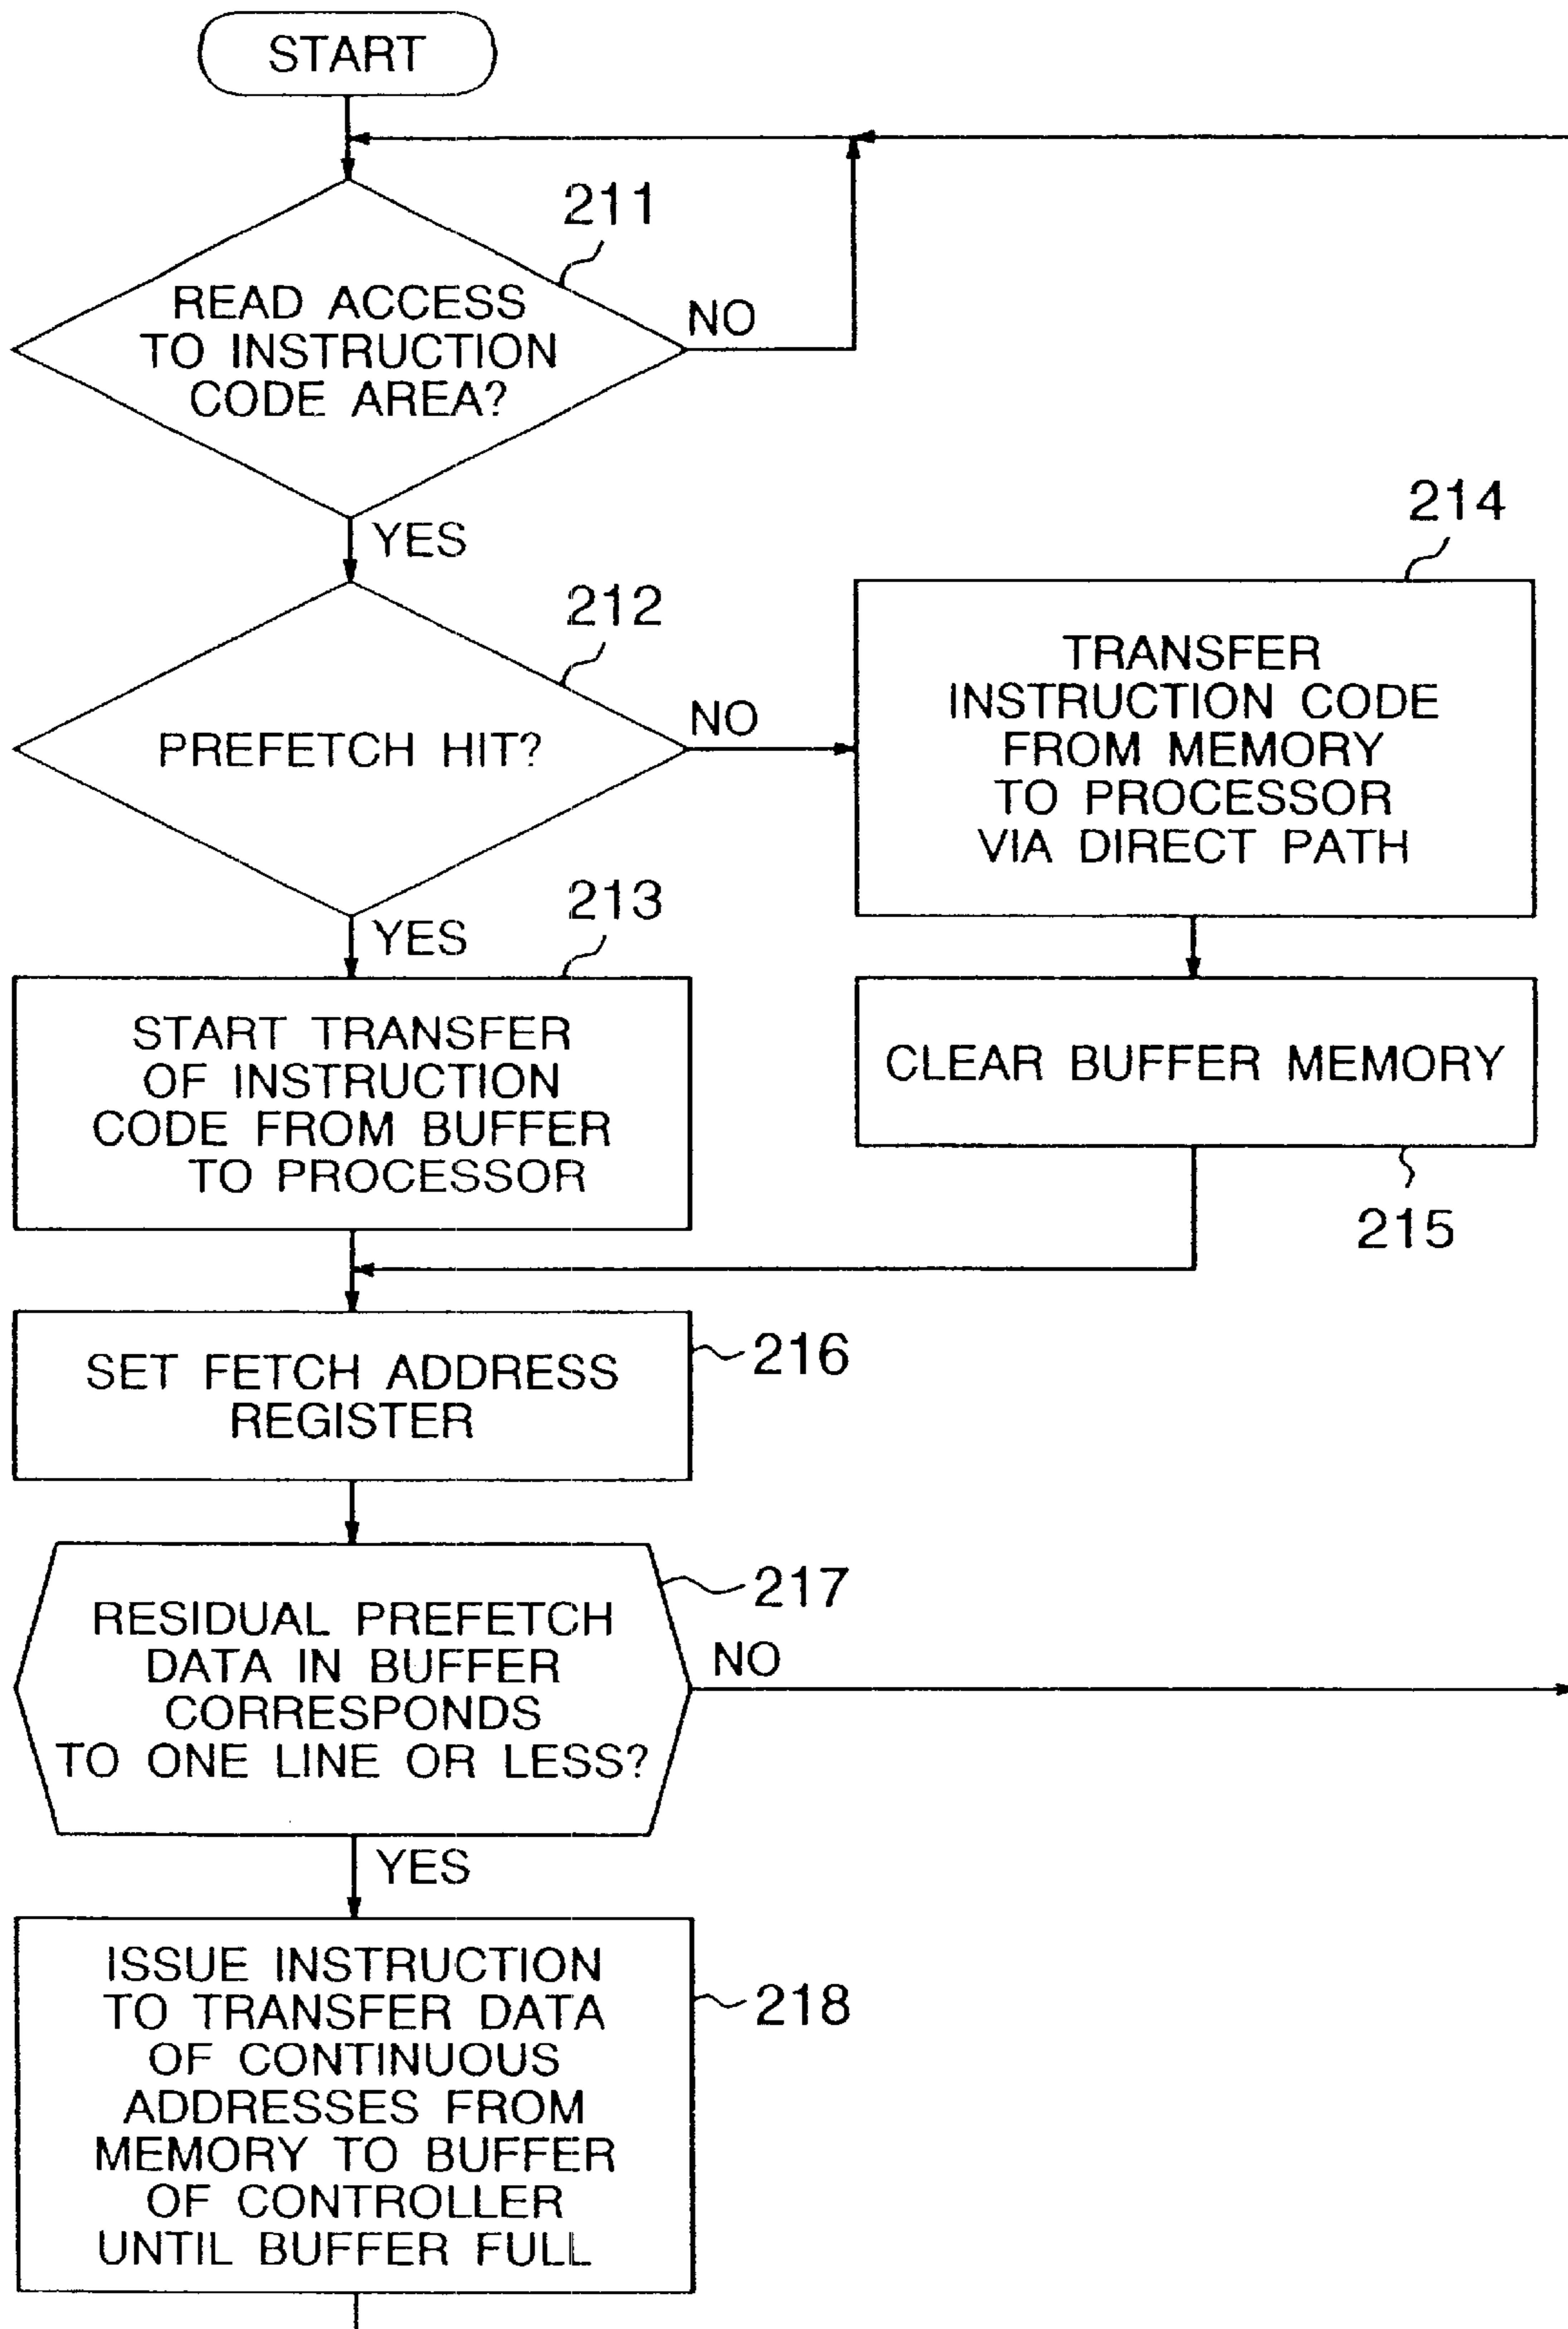 START
211
READ ACCESS
TO INSTRUCTION
CODE AREA?
NO
YES
212
PREFETCH HIT?
NO
214
TRANSFER
INSTRUCTION CODE
FROM MEMORY
TO PROCESSOR
VIA DIRECT PATH
YES
213
START TRANSFER
OF INSTRUCTION
CODE FROM BUFFER
TO PROCESSOR
CLEAR BUFFER MEMORY
215
SET FETCH ADDRESS
REGISTER
216
217
RESIDUAL PREFETCH
DATA IN BUFFER
CORRESPONDS
TO ONE LINE OR LESS?
NO
YES
ISSUE INSTRUCTION
TO TRANSFER DATA
OF CONTINUOUS
ADDRESSES FROM
MEMORY TO BUFFER
OF CONTROLLER
UNTIL BUFFER FULL
218